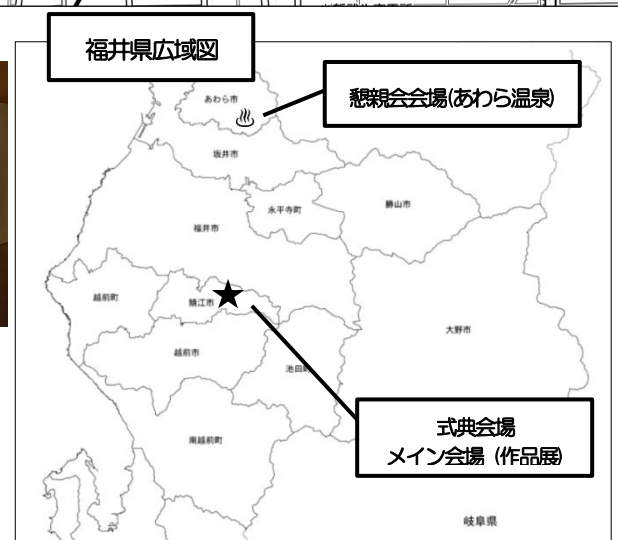 福井県広域図
あわら市
懇親会会場(あわら温泉)
坂井市
永平寺町
勝山市
福井市
越前町
鯖江市
大野市
越前市
池田町
式典会場
メイン会場(作品展)
南越前町
岐阜県